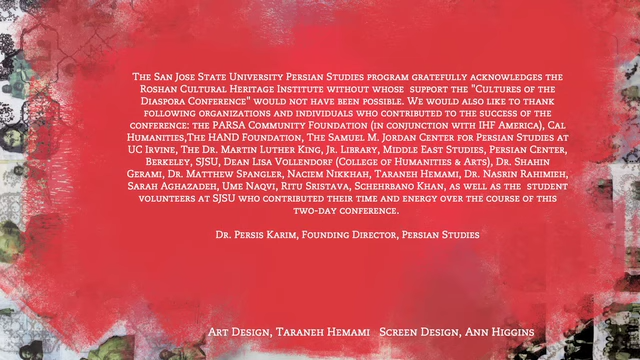 The San Jose State University Persian Studies program gratefully acknowledges the
Roshan Cultural Heritage Institute without whose support the "Cultures of the
Diaspora Conference" would not have been possible. We would also like to thank
following organizations and individuals who contributed to the success of the
conference: the PARSA Community Foundation (in conjunction with IHF America), Cal
Humanities,The HAND Foundation, The Samuel M. Jordan Center for Persian Studies at
UC Irvine, The Dr. Martin Luther King, Jr. Library, Middle East Studies, Persian Center,
Berkeley, SJSU, Dean Lisa Vollendorf (College of Humanities & Arts), Dr. Shahin
Gerami, Dr. Matthew Spangler, Naciem Nikkhah, Taraneh Hemami, Dr. Nasrin Rahimieh,
Sarah Aghazadeh, Ume Naqvi, Ritu Sristava, Schehrbano Khan, as well as the student
volunteers at SJSU who contributed their time and energy over the course of this
two-day conference.
Dr. Persis Karim, Founding Director, Persian Studies
Art Design, Taraneh Hemami Screen Design, Ann Higgins